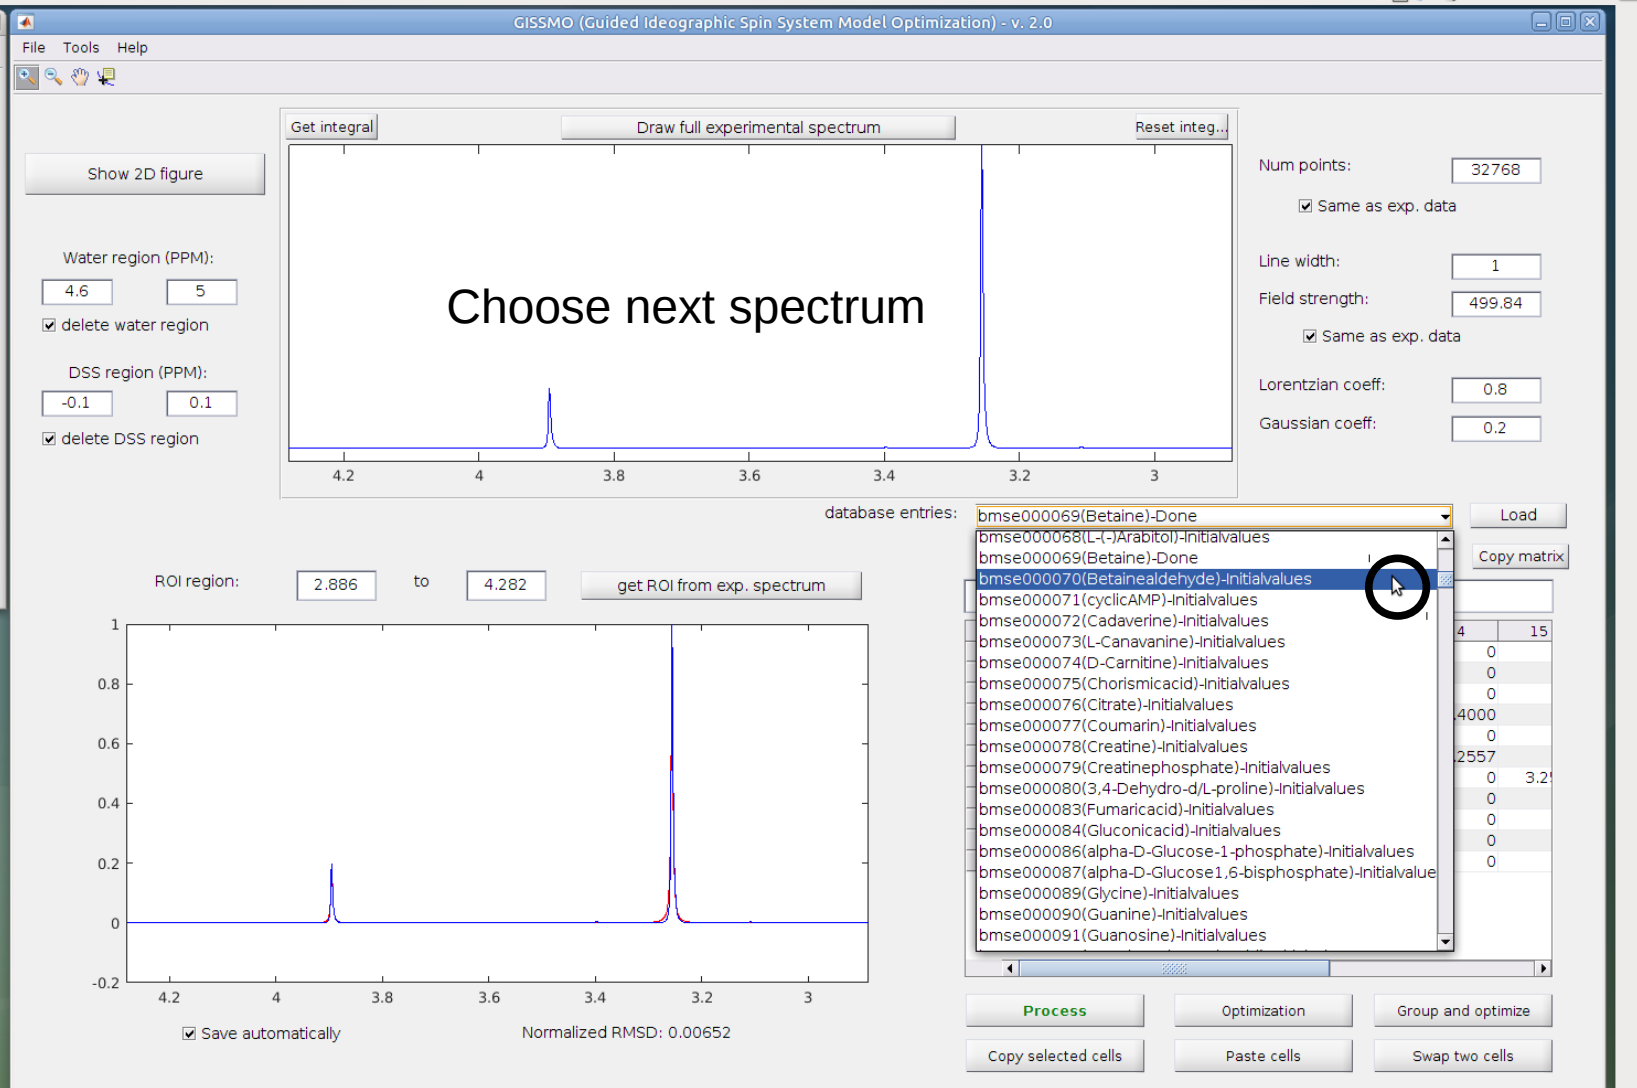 GISSMO (Guided Ideographic Spin System Model Optimization) - v. 2.0
File Tools Help
Get integral Draw full experimental spectrum Reset integ...
Show 2D figure
Num points: 32768
Same as exp. data
Water region (PPM):
4.6 5
delete water region
Line width: 1
Field strength: 499.84
Same as exp. data
Choose next spectrum
DSS region (PPM):
-0.1 0.1
delete DSS region
Lorentzian coeff: 0.8
Gaussian coeff: 0.2
4.2 4 3.8 3.6 3.4 3.2 3
database entries: bmse000069(Betaine)-Done Load
Copy matrix
bmse000068(L-(-)Arabitol)-Initialvalues
bmse000069(Betaine)-Done
bmse000070(Betainealdehyde)-Initialvalues
bmse000071(cyclicAMP)-Initialvalues
bmse000072(Cadaverine)-Initialvalues
bmse000073(L-Canavanine)-Initialvalues
bmse000074(D-Carnitine)-Initialvalues
bmse000075(Chorismicacid)-Initialvalues
bmse000076(Citrate)-Initialvalues
bmse000077(Coumarin)-Initialvalues
bmse000078(Creatine)-Initialvalues
bmse000079(Creatinephosphate)-Initialvalues
bmse000080(3,4-Dehydro-d/L-proline)-Initialvalues
bmse000083(Fumaricacid)-Initialvalues
bmse000084(Gluconicacid)-Initialvalues
bmse000086(alpha-D-Glucose-1-phosphate)-Initialvalues
bmse000087(alpha-D-Glucose1,6-bisphosphate)-Initialvalue
bmse000089(Glycine)-Initialvalues
bmse000090(Guanine)-Initialvalues
bmse000091(Guanosine)-Initialvalues
4 15
0
0
0
.4000
0
.2557
0 3.2
0
0
0
0
ROI region: 2.886 to 4.282 get ROI from exp. spectrum
1
0.8
0.6
0.4
0.2
0
-0.2
4.2 4 3.8 3.6 3.4 3.2 3
Save automatically Normalized RMSD: 0.00652
Process Optimization Group and optimize
Copy selected cells Paste cells Swap two cells